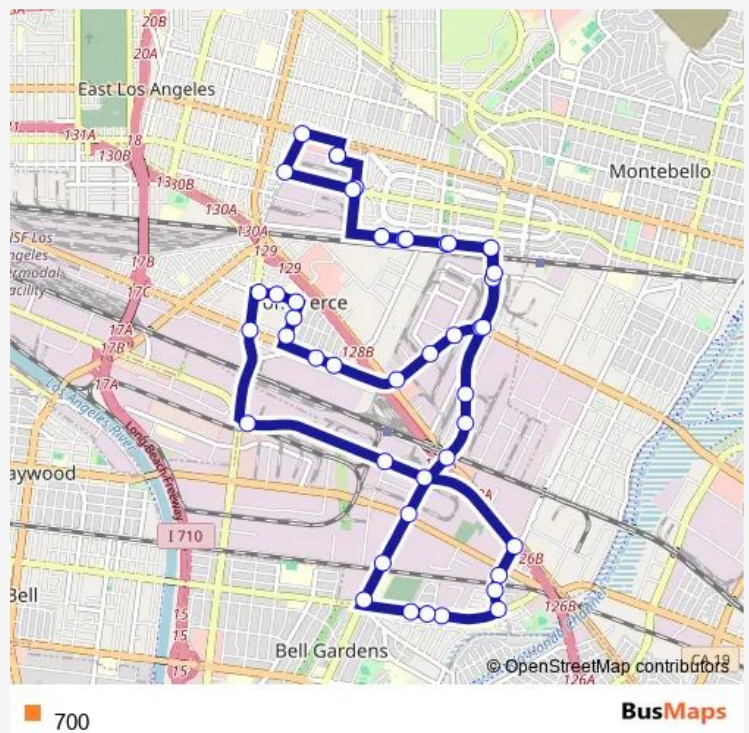 20B
20A
East Los Angeles
131A
18
130B
130B
Montebello
130A
130A
129
129
17B
17C
128B
17A
17B
17A
Los Angeles River
Long Beach Freeway
I 710
26B
126B
15
15
15
Bell Gardens
CA 19
126A
© OpenStreetMap contributors
700
BusMaps